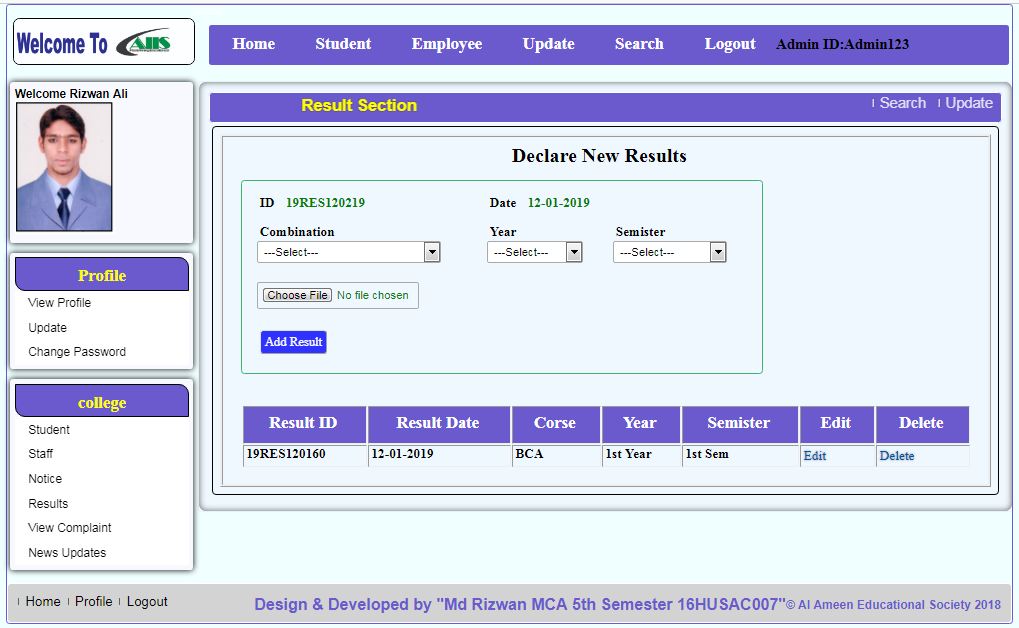 Welcome To AIIS
Home Student Employee Update Search Logout Admin ID:Admin123
Welcome Rizwan Ali
Result Section
Search Update
Declare New Results
ID 19RES120219 Date 12-01-2019
Combination Year Semister
---Select--- ---Select--- ---Select---
Choose File No file chosen
Add Result
Result ID Result Date Corse Year Semister Edit Delete
19RES120160 12-01-2019 BCA 1st Year 1st Sem Edit Delete
Profile
View Profile
Update
Change Password
college
Student
Staff
Notice
Results
View Complaint
News Updates
Home Profile Logout
Design & Developed by "Md Rizwan MCA 5th Semester 16HUSAC007"© Al Ameen Educational Society 2018